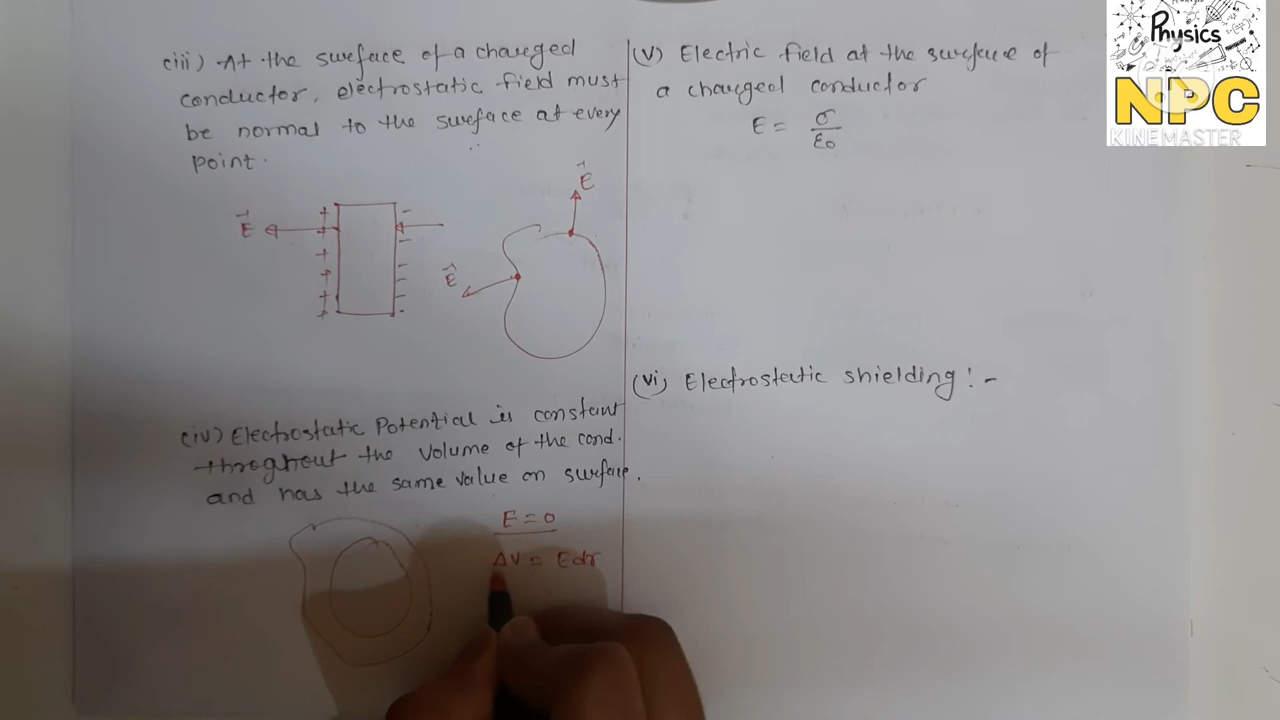 (iii) At the surface of a charged
conductor, electrostatic field must
be normal to the surface at every
point.
E⃗
+ + + + + +
- - - - - -
E⃗
E⃗
(iv) Electrostatic Potential is constant
throghout the volume of the cond.
and has the same value on surface.
E = 0
ΔV = Edr
(v) Electric field at the surface of
a charged conductor
E = σ/ε0
(vi) Electrostatic shielding :-
Physics
NPC
KINEMASTER